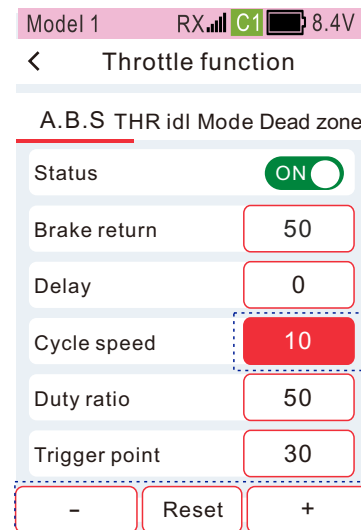 Model 1 RX C1 8.4V
< Throttle function
A.B.S THR idl Mode Dead zone
Status ON
Brake return 50
Delay 0
Cycle speed 10
Duty ratio 50
Trigger point 30
- Reset +